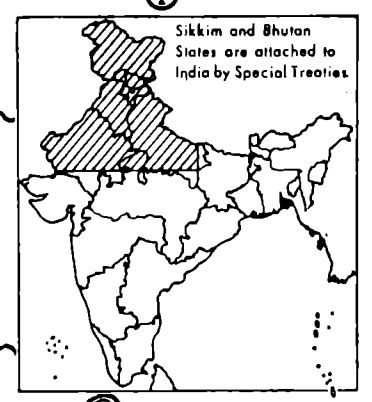 Sikkim and Bhutan
States are attached to
India by Special Treaties.